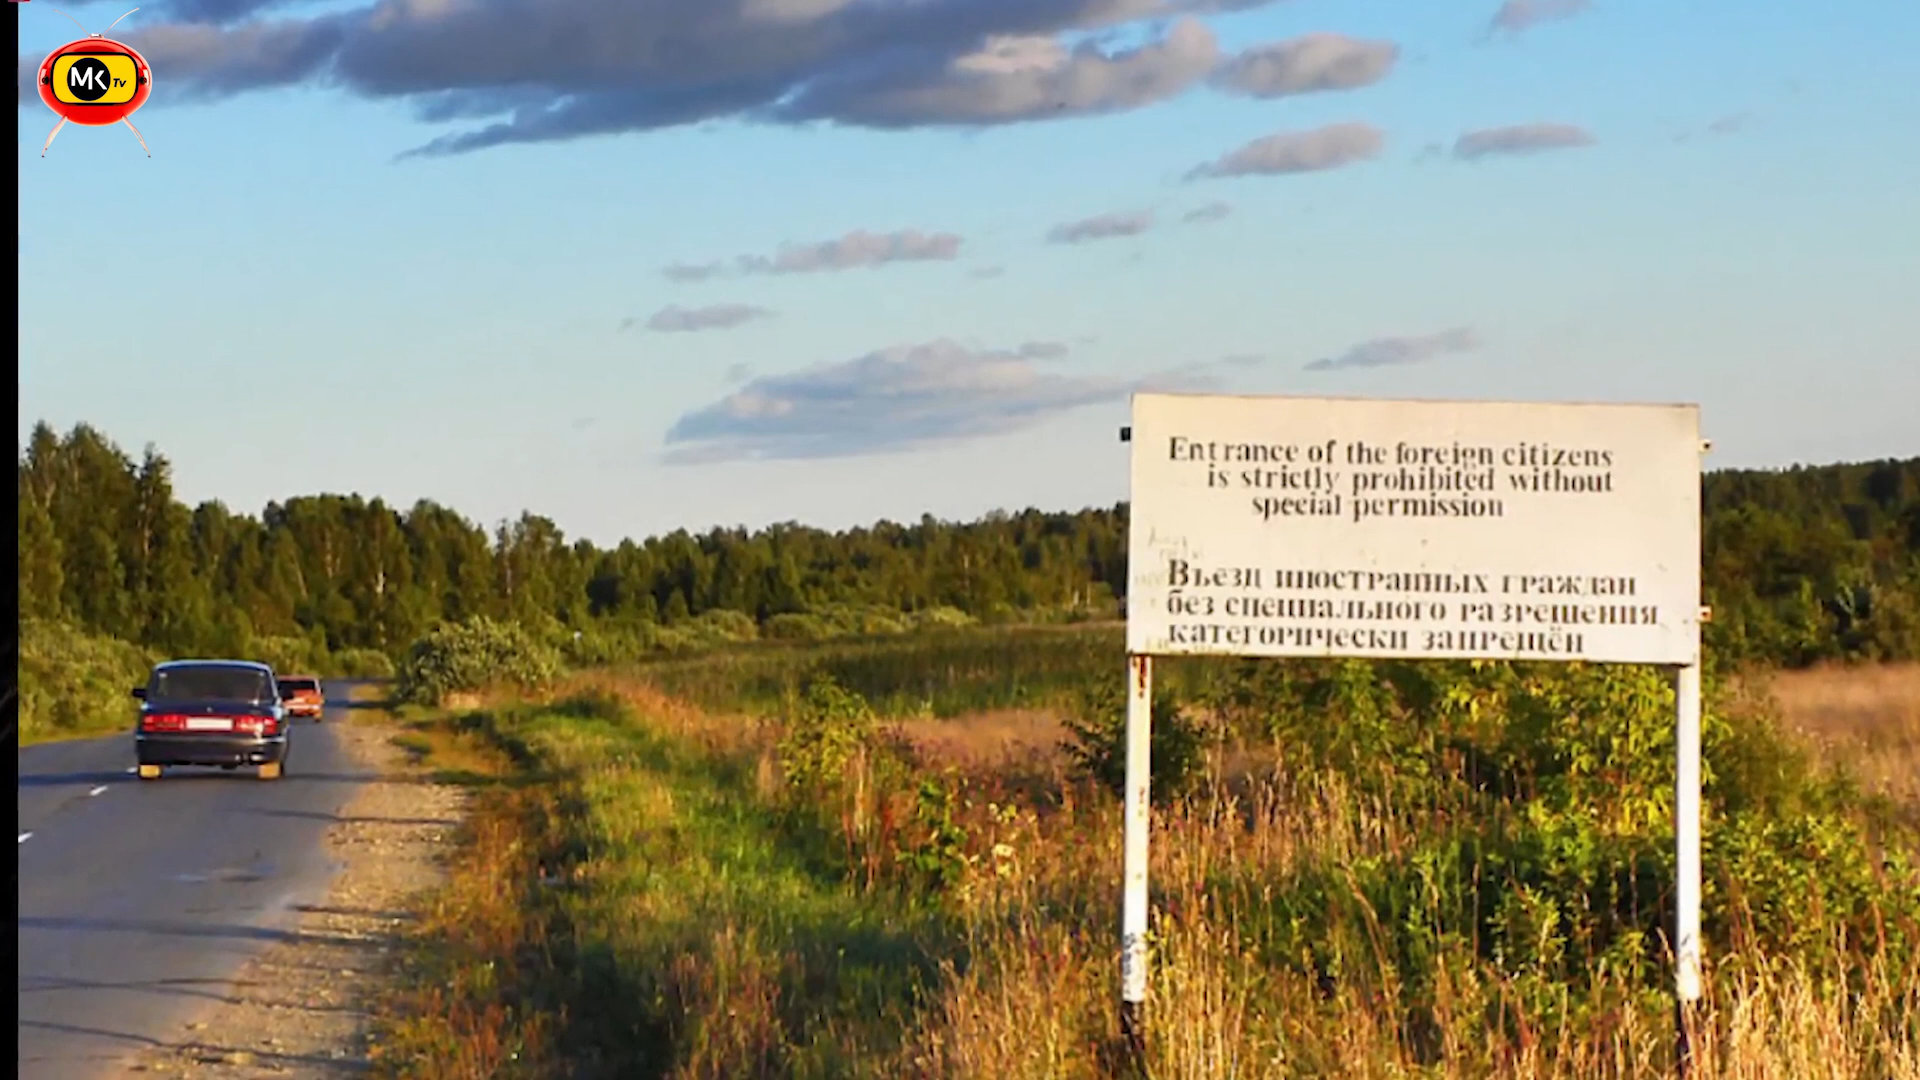 MK Tv
Entrance of the foreign citizens
is strictly prohibited without
special permission
Въезд иностранных граждан
без специального разрешения
категорически запрещён